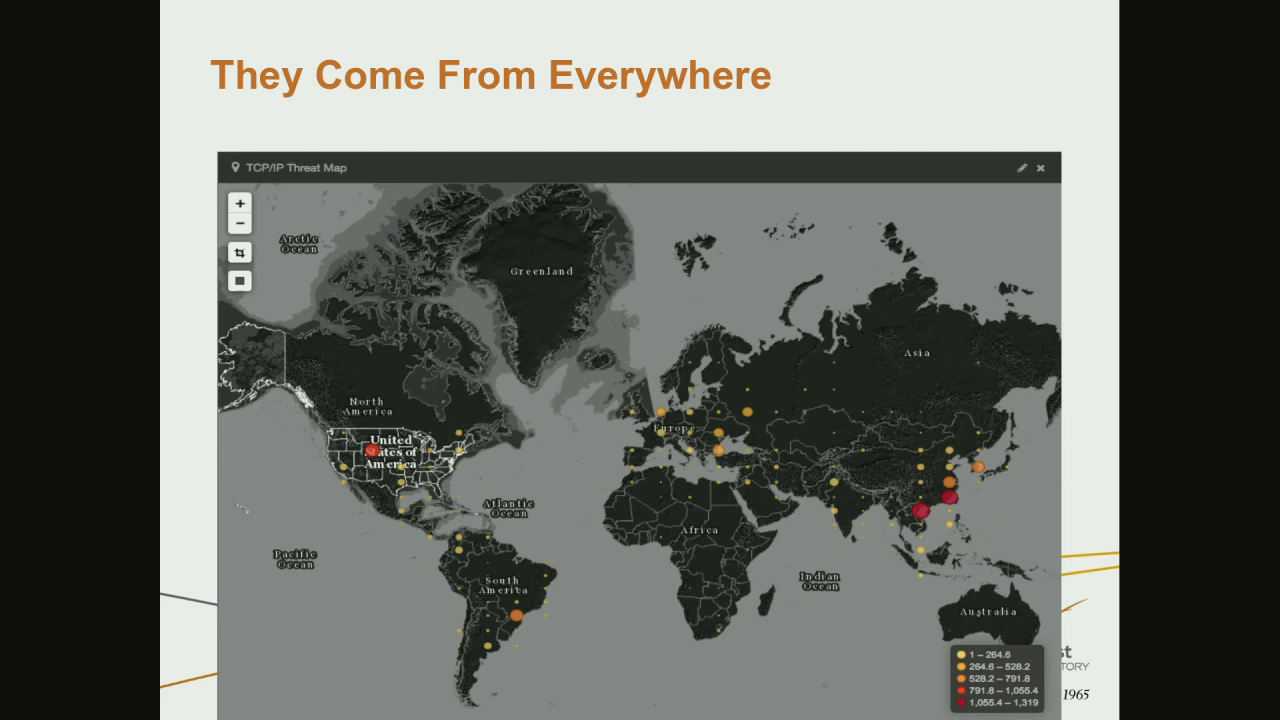 They Come From Everywhere
TCP/IP Threat Map
+
−
Arctic
Ocean
Greenland
Asia
North
America
Europe
United
States of
America
Atlantic
Ocean
Africa
Pacific
Ocean
South
America
Indian
Ocean
Australia
1 – 264.6
264.6 – 528.2
528.2 – 791.8
791.8 – 1,055.4
1,055.4 – 1,319
st
TORY
1965